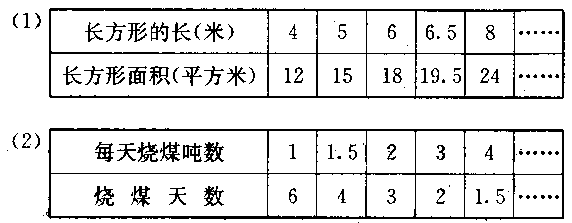 (1)
长方形的长(米) 4 5 6 6.5 8 ……
长方形面积(平方米) 12 15 18 19.5 24 ……
(2)
每天烧煤吨数 1 1.5 2 3 4 ……
烧煤天数 6 4 3 2 1.5 ……